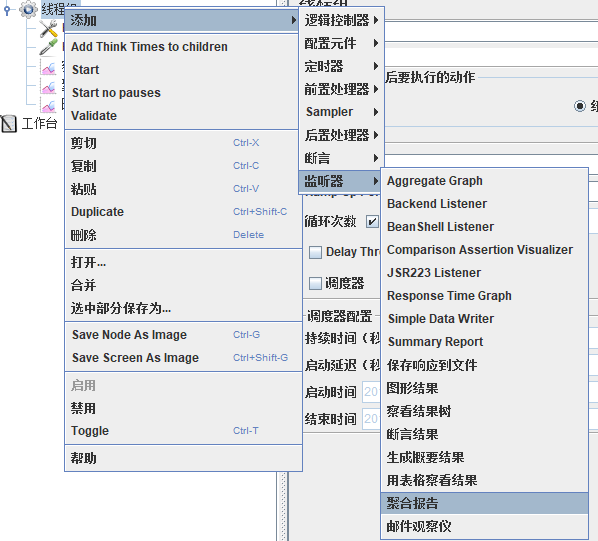 线程组
工作台
添加
Add Think Times to children
Start
Start no pauses
Validate
剪切 Ctrl-X
复制 Ctrl-C
粘贴 Ctrl-V
Duplicate Ctrl+Shift-C
删除 Delete
打开...
合并
选中部分保存为...
Save Node As Image Ctrl-G
Save Screen As Image Ctrl+Shift-G
启用
禁用
Toggle Ctrl-T
帮助
逻辑控制器
配置元件
定时器
前置处理器
Sampler
后置处理器
断言
监听器
后要执行的动作
循环次数
Delay Thr
调度器
调度器配置
持续时间（秒
启动延迟（秒
启动时间 20
结束时间 20
Aggregate Graph
Backend Listener
BeanShell Listener
Comparison Assertion Visualizer
JSR223 Listener
Response Time Graph
Simple Data Writer
Summary Report
保存响应到文件
图形结果
察看结果树
断言结果
生成概要结果
用表格察看结果
聚合报告
邮件观察仪